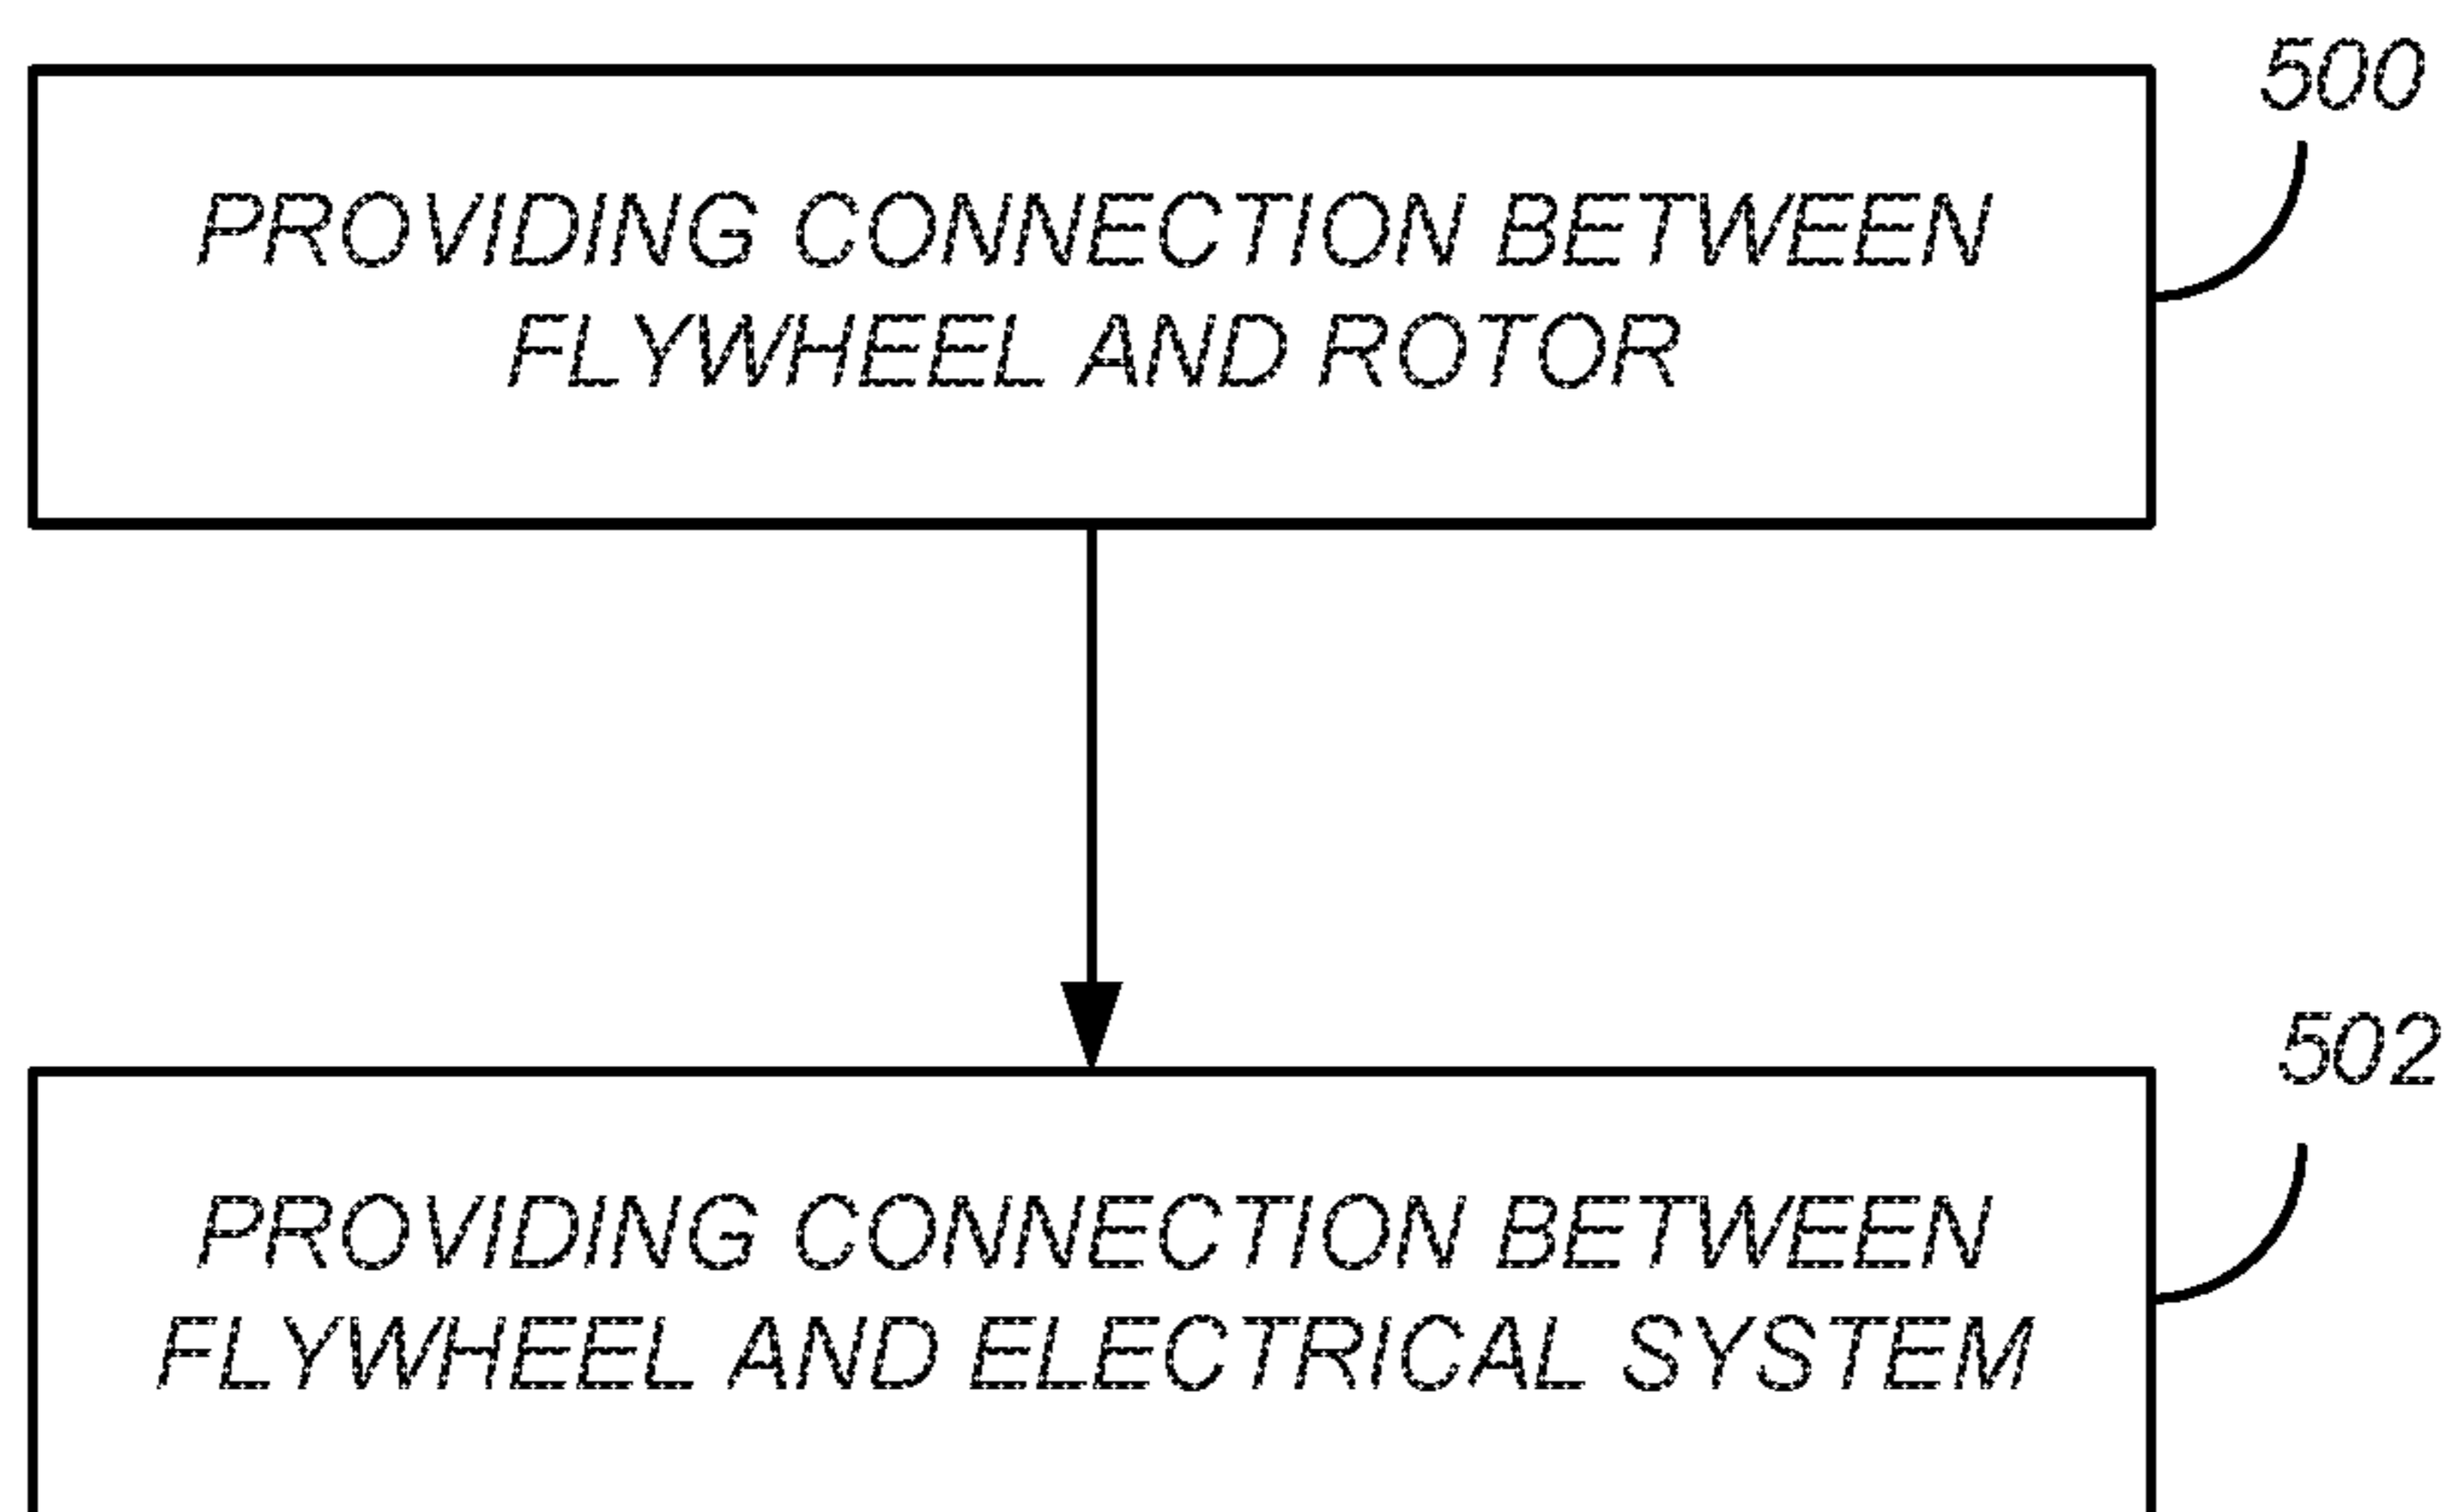 500
PROVIDING CONNECTION BETWEEN
FLYWHEEL AND ROTOR
502
PROVIDING CONNECTION BETWEEN
FLYWHEEL AND ELECTRICAL SYSTEM